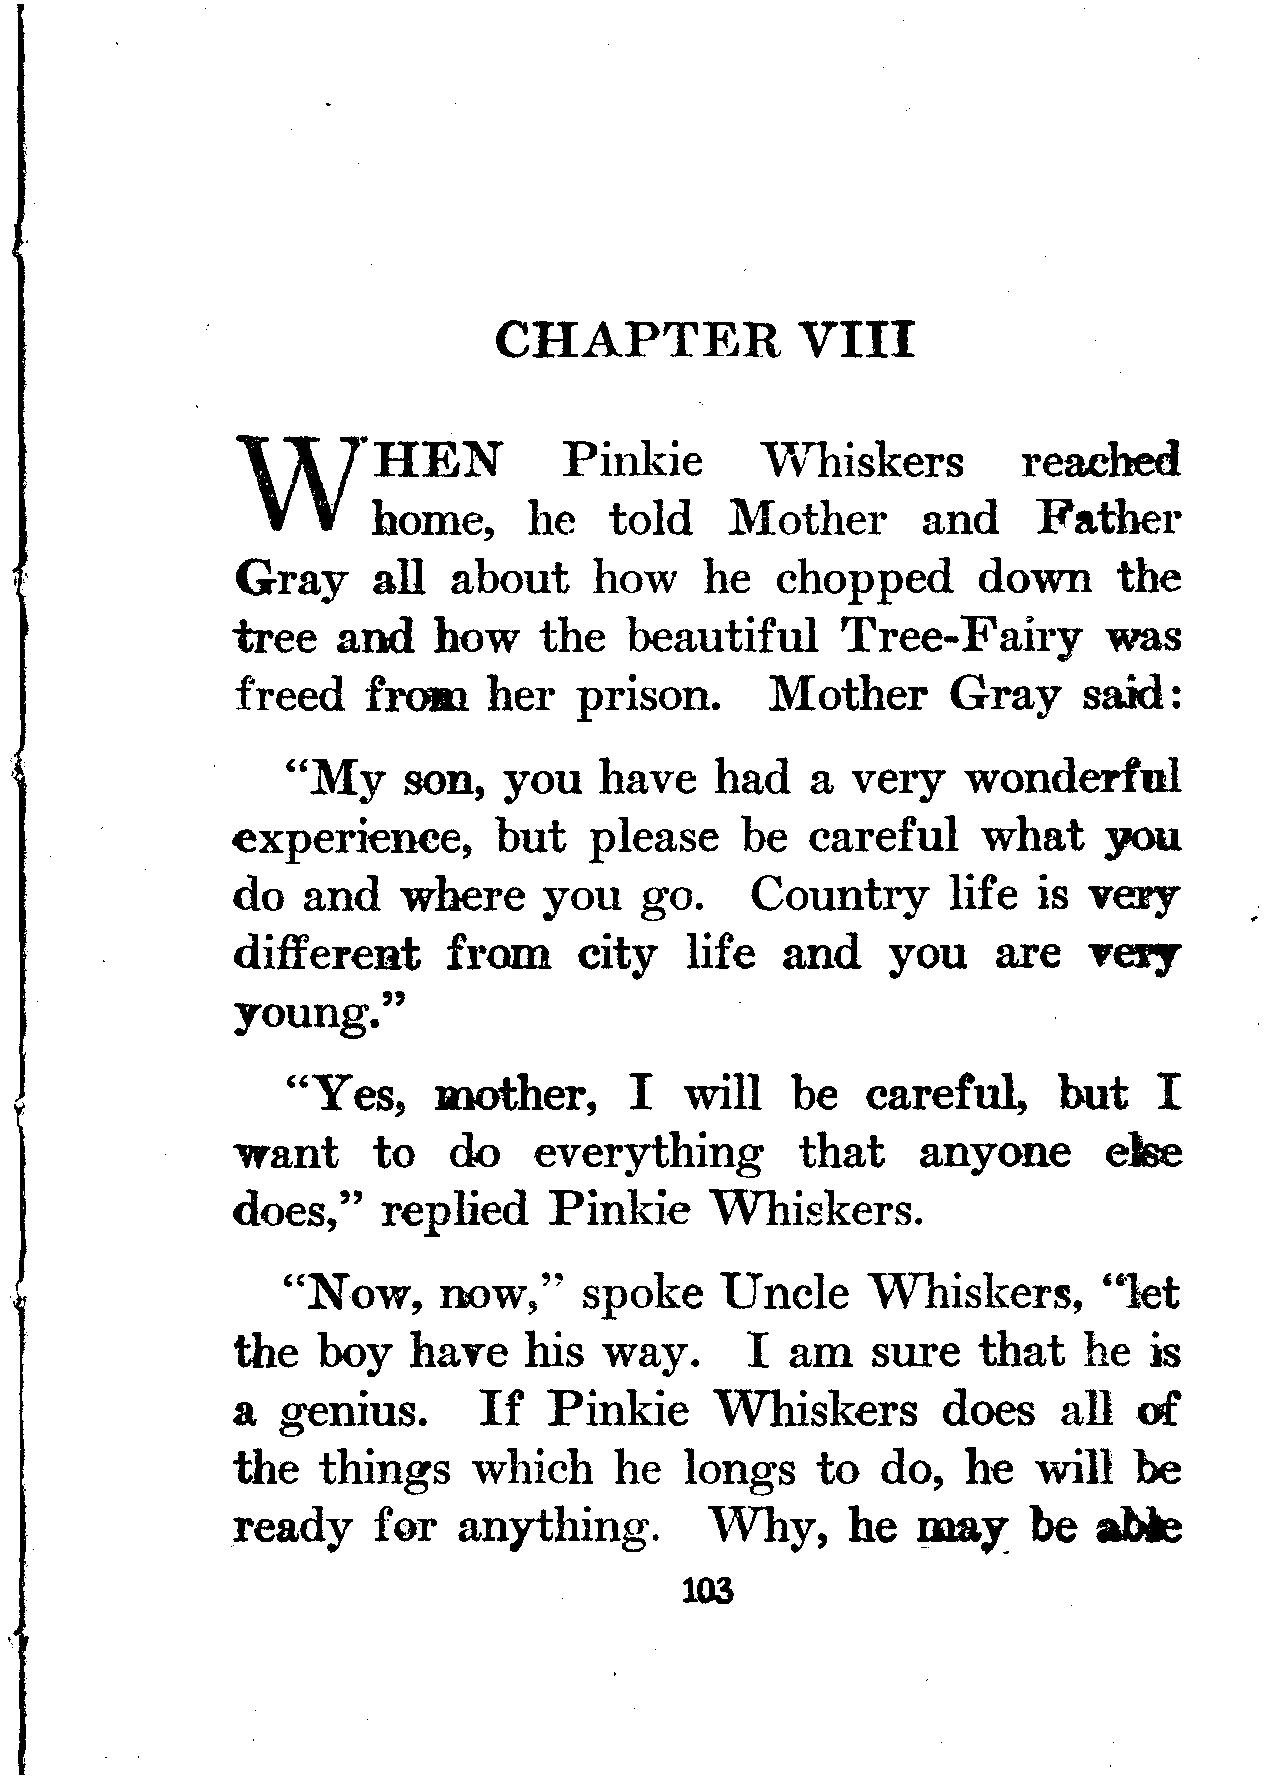 CHAPTER VIII
WHEN Pinkie Whiskers reached
home, he told Mother and Father
Gray all about how he chopped down the
tree and how the beautiful Tree-Fairy was
freed from her prison. Mother Gray said:
“My son, you have had a very wonderful
experience, but please be careful what you
do and where you go. Country life is very
different from city life and you are very
young.”
“Yes, mother, I will be careful, but I
want to do everything that anyone else
does,” replied Pinkie Whiskers.
“Now, now,” spoke Uncle Whiskers, “let
the boy have his way. I am sure that he is
a genius. If Pinkie Whiskers does all of
the things which he longs to do, he will be
ready for anything. Why, he may be able
103